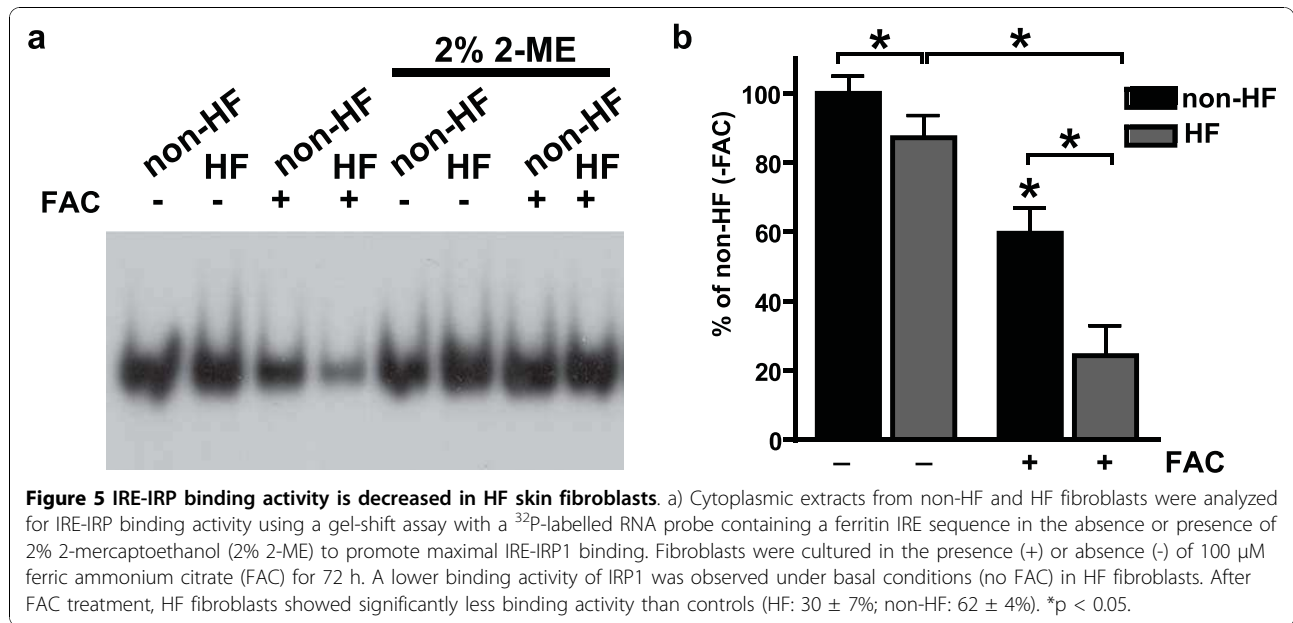 a
2% 2-ME
non-HF HF non-HF HF non-HF HF non-HF HF
FAC - - + + - - + +
b
* *
non-HF
HF
*
*
% of non-HF (-FAC)
100
80
60
40
20
0
– – + + FAC
Figure 5 IRE-IRP binding activity is decreased in HF skin fibroblasts. a) Cytoplasmic extracts from non-HF and HF fibroblasts were analyzed
for IRE-IRP binding activity using a gel-shift assay with a ³²P-labelled RNA probe containing a ferritin IRE sequence in the absence or presence of
2% 2-mercaptoethanol (2% 2-ME) to promote maximal IRE-IRP1 binding. Fibroblasts were cultured in the presence (+) or absence (-) of 100 μM
ferric ammonium citrate (FAC) for 72 h. A lower binding activity of IRP1 was observed under basal conditions (no FAC) in HF fibroblasts. After
FAC treatment, HF fibroblasts showed significantly less binding activity than controls (HF: 30 ± 7%; non-HF: 62 ± 4%). *p < 0.05.